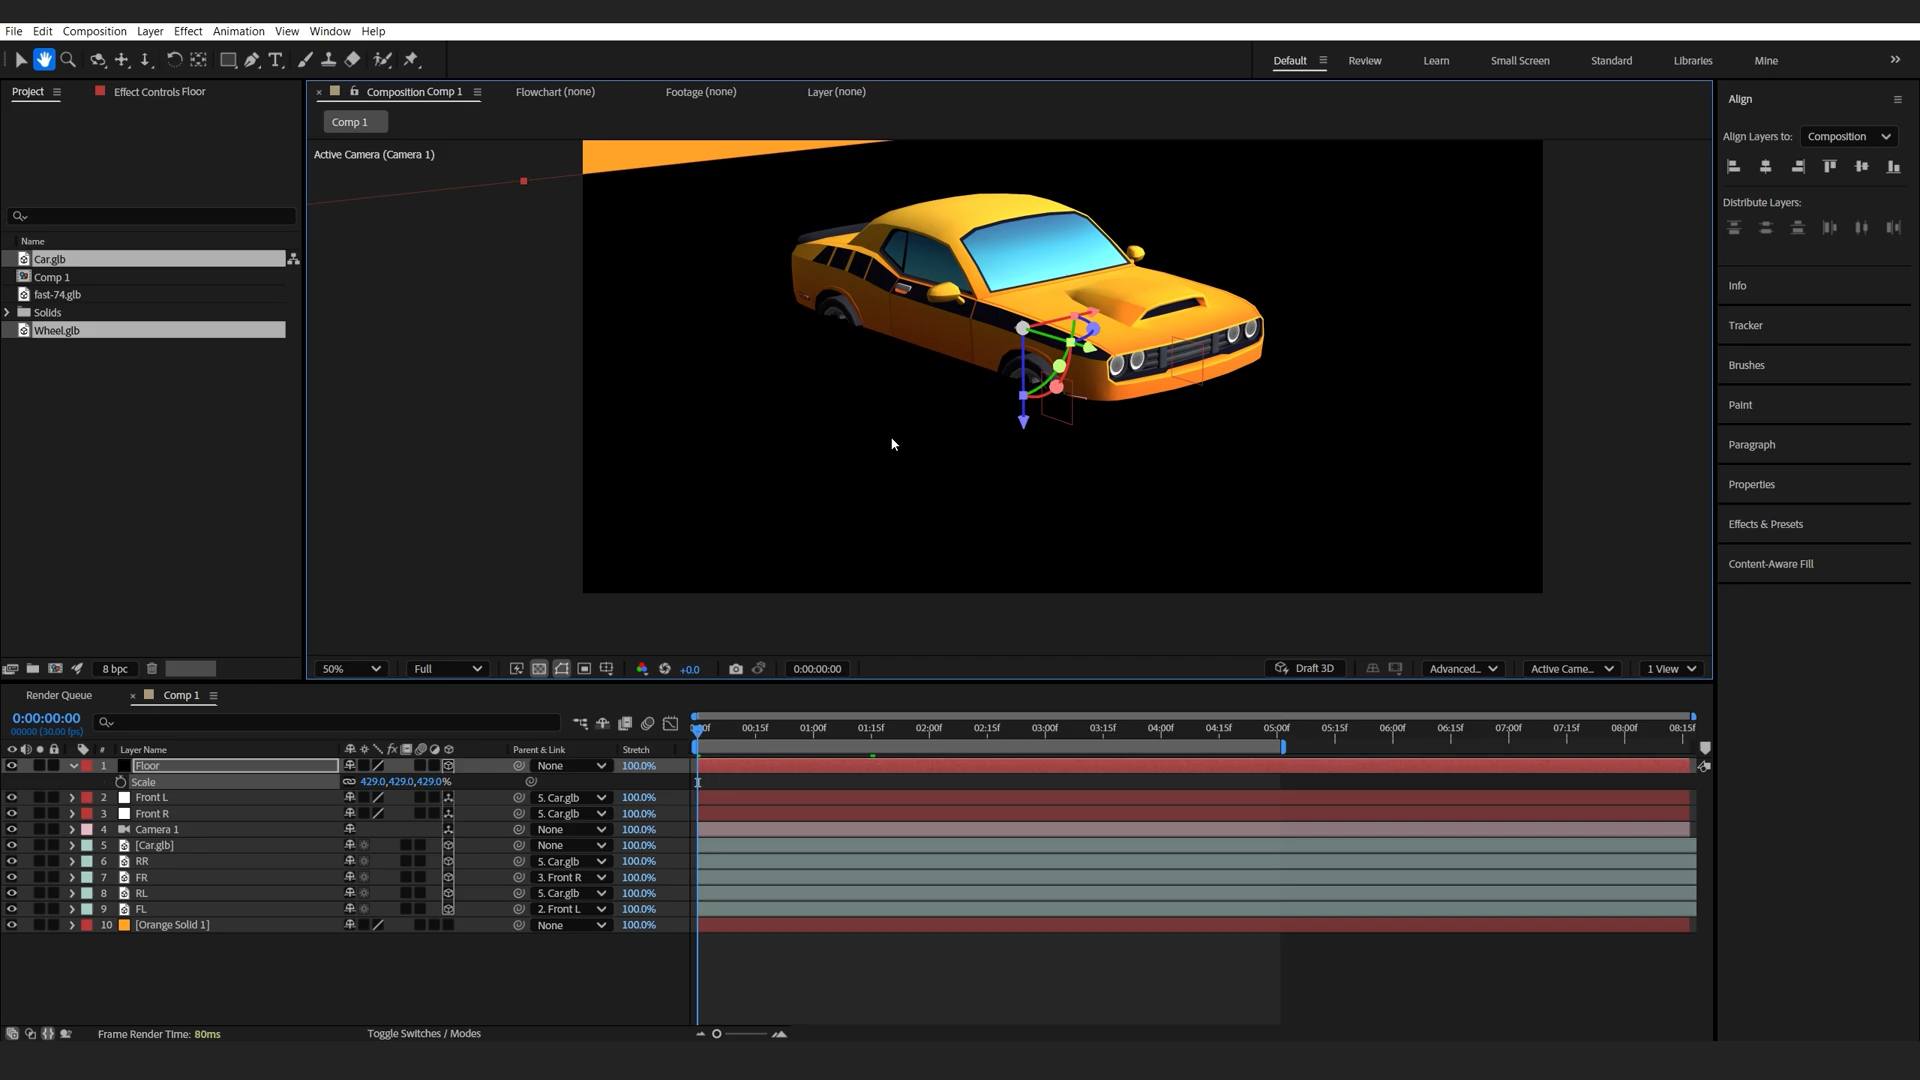 File Edit Composition Layer Effect Animation View Window Help
Default Review Learn Small Screen Standard Libraries Mine
Project Effect Controls Floor
Composition Comp 1 Flowchart (none) Footage (none) Layer (none)
Align
Comp 1
Align Layers to: Composition
Active Camera (Camera 1)
Distribute Layers:
Name
Car.glb
Comp 1
fast-74.glb
Solids
Wheel.glb
Info
Tracker
Brushes
Paint
Paragraph
Properties
Effects & Presets
Content-Aware Fill
8 bpc
50% Full +0.0 0:00:00:00 Draft 3D Advanced... Active Came... 1 View
Render Queue Comp 1
0:00:00:00
00000 (30.00 fps)
00:15f 01:00f 01:15f 02:00f 02:15f 03:00f 03:15f 04:00f 04:15f 05:00f 05:15f 06:00f 06:15f 07:00f 07:15f 08:00f 08:15f
# Layer Name fx Parent & Link Stretch
1 Floor None 100.0%
Scale 429.0,429.0,429.0%
2 Front L 5. Car.glb 100.0%
3 Front R 5. Car.glb 100.0%
4 Camera 1 None 100.0%
5 [Car.glb] None 100.0%
6 RR 5. Car.glb 100.0%
7 FR 3. Front R 100.0%
8 RL 5. Car.glb 100.0%
9 FL 2. Front L 100.0%
10 [Orange Solid 1] None 100.0%
Frame Render Time: 80ms Toggle Switches / Modes